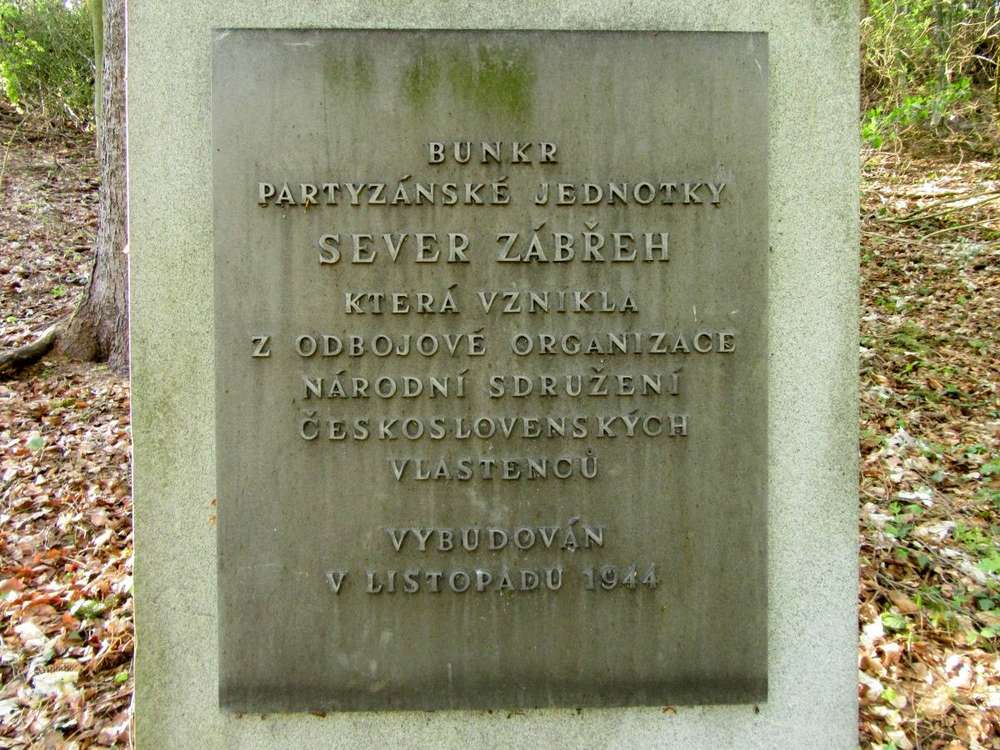 BUNKR
PARTYZÁNSKÉ JEDNOTKY
SEVER ZÁBŘEH
KTERÁ VZNIKLA
Z ODBOJOVÉ ORGANIZACE
NÁRODNÍ SDRUŽENÍ
ČESKOSLOVENSKÝCH
VLASTENCŮ
VYBUDOVÁN
V LISTOPADU 1944